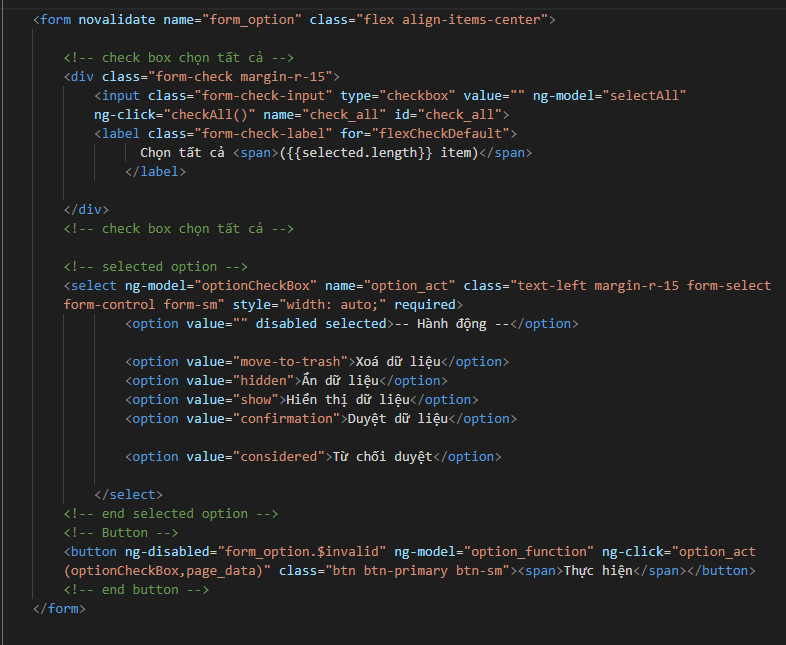 <form novalidate name="form_option" class="flex align-items-center">
<!-- check box chọn tất cả -->
<div class="form-check margin-r-15">
<input class="form-check-input" type="checkbox" value="" ng-model="selectAll"
ng-click="checkAll()" name="check_all" id="check_all">
<label class="form-check-label" for="flexCheckDefault">
Chọn tất cả <span>({{selected.length}} item)</span>
</label>
</div>
<!-- check box chọn tất cả -->
<!-- selected option -->
<select ng-model="optionCheckBox" name="option_act" class="text-left margin-r-15 form-select
form-control form-sm" style="width: auto;" required>
<option value="" disabled selected>-- Hành động --</option>
<option value="move-to-trash">Xoá dữ liệu</option>
<option value="hidden">Ẩn dữ liệu</option>
<option value="show">Hiển thị dữ liệu</option>
<option value="confirmation">Duyệt dữ liệu</option>
<option value="considered">Từ chối duyệt</option>
</select>
<!-- end selected option -->
<!-- Button -->
<button ng-disabled="form_option.$invalid" ng-model="option_function" ng-click="option_act
(optionCheckBox,page_data)" class="btn btn-primary btn-sm"><span>Thực hiện</span></button>
<!-- end button -->
</form>